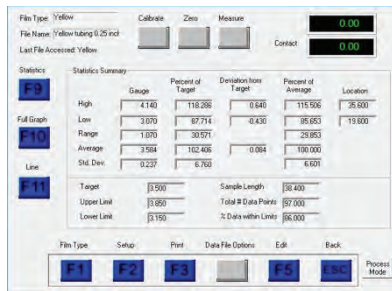 Film Type: Yellow
Calibrate Zero Measure
0.00
File Name: Yellow tubing 0.25 incl
Contact 0.00
Last File Accessed: Yellow
Statistics
F9
Full Graph
F10
Line
F11
Statistics Summary
Gauge Percent of Target Deviation from Target Percent of Average Location
High 4.140 118.286 0.640 115.506 35.600
Low 3.070 87.714 -0.430 85.653 -19.600
Range 1.070 30.571 29.853
Average 3.584 102.406 0.084 100.000
Std. Dev. 0.237 6.760 6.601
Target 3.500 Sample Length 38.400
Upper Limit 3.850 Total # Data Points 97.000
Lower Limit 3.150 % Data within Limits 86.000
Film Type Setup Print Data File Options Edit Back
F1 F2 F3 F5 ESC
Process Mode